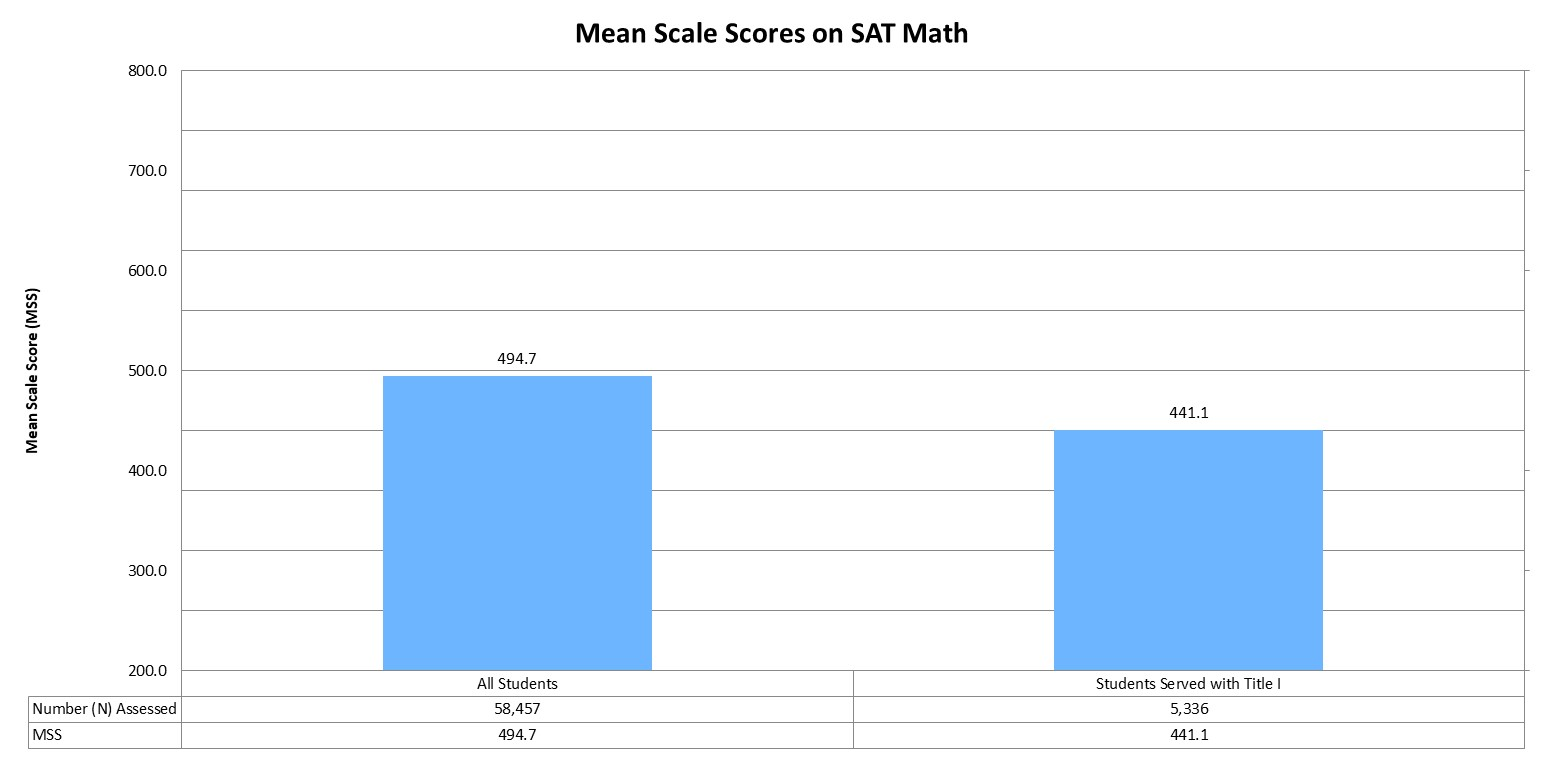 Mean Scale Scores on SAT Math
Mean Scale Score (MSS)
800.0
700.0
600.0
500.0
400.0
300.0
200.0
494.7
441.1
All Students Students Served with Title I
Number (N) Assessed 58,457 5,336
MSS 494.7 441.1